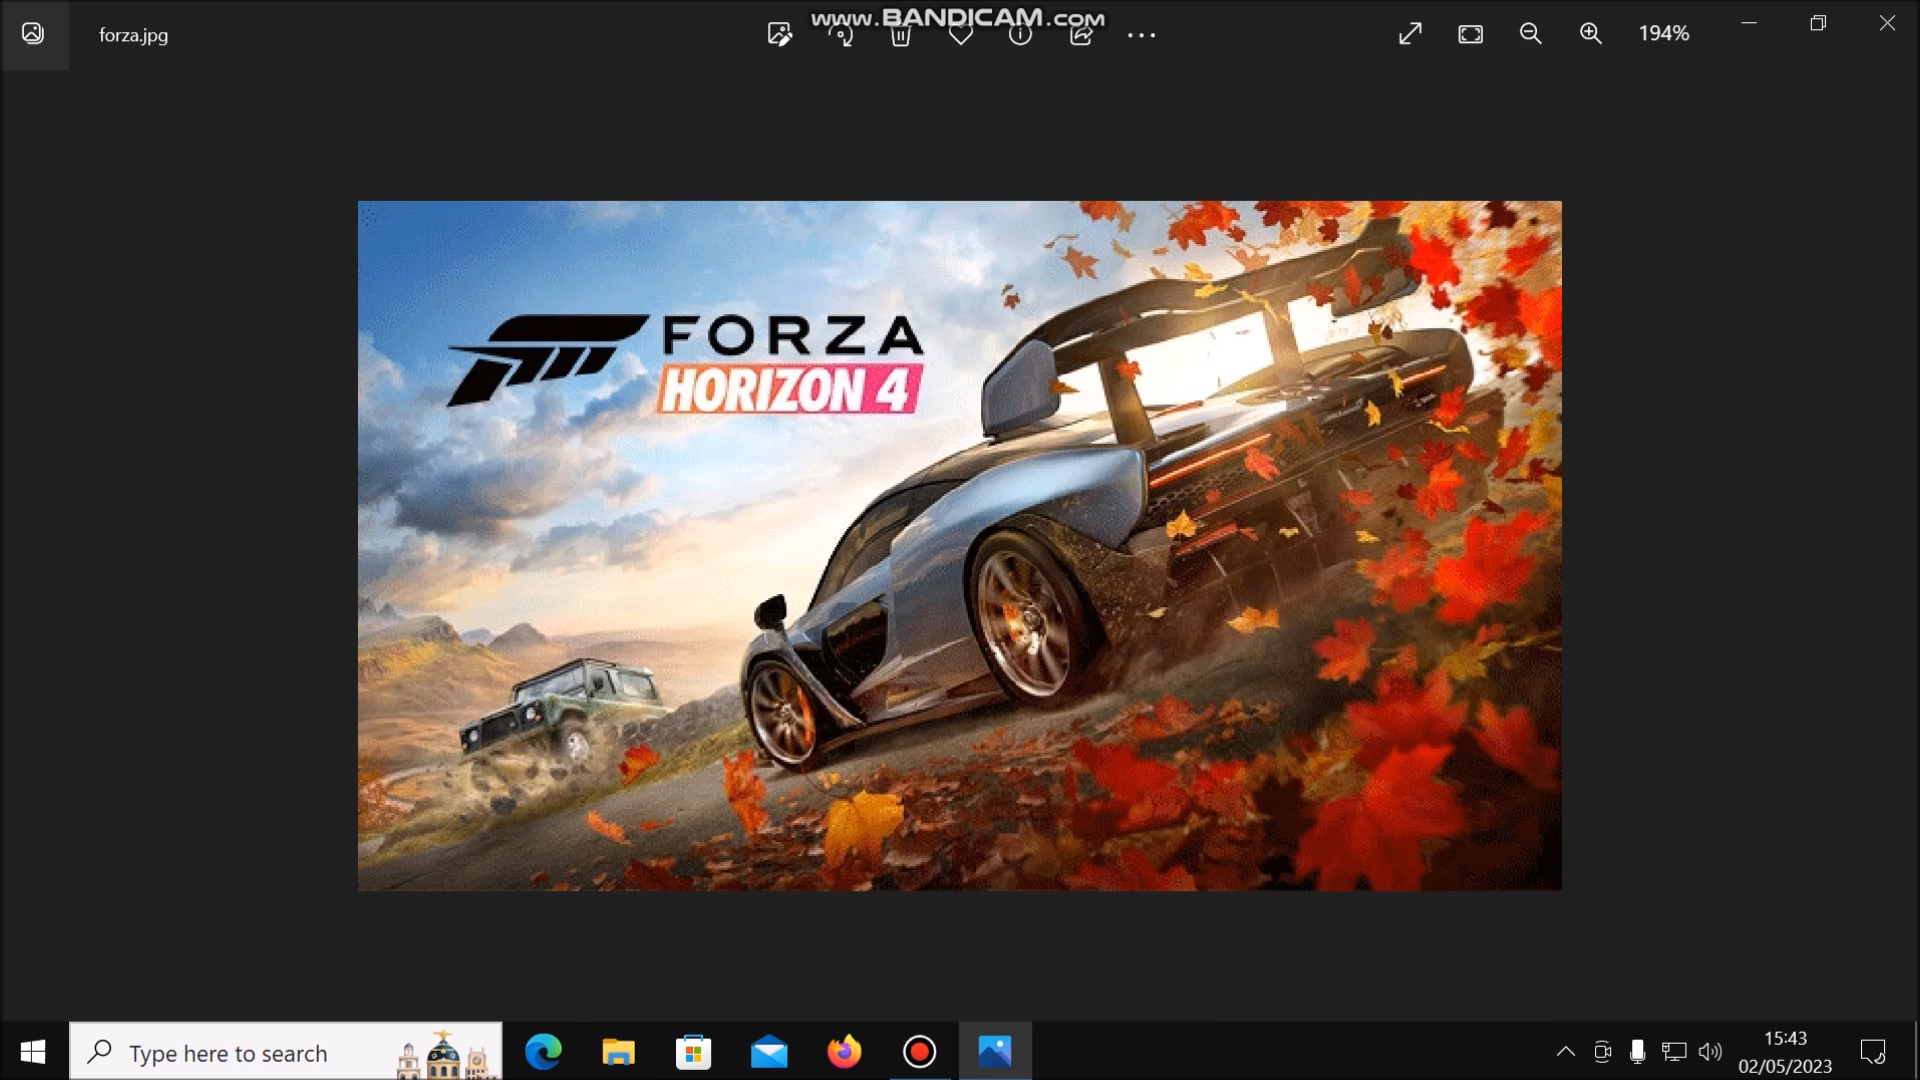 www.BANDICAM.com
forza.jpg
194%
FORZA
HORIZON 4
Type here to search
15:43
02/05/2023